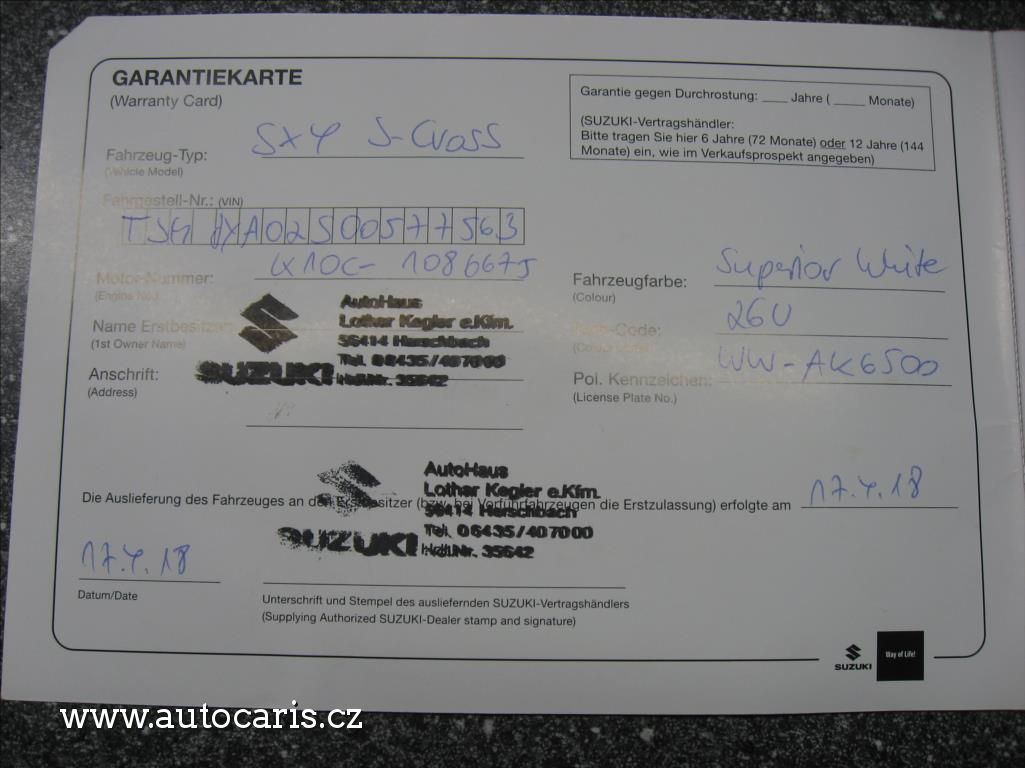 GARANTIEKARTE
(Warranty Card)
Garantie gegen Durchrostung: ____ Jahre ( _____ Monate)
(SUZUKI-Vertragshändler:
Bitte tragen Sie hier 6 Jahre (72 Monate) oder 12 Jahre (144
Monate) ein, wie im Verkaufsprospekt angegeben)
Fahrzeug-Typ: SX4 S-Cross
(Vehicle Model)
Fahrgestell-Nr.: (VIN)
Motor-Nummer:
(Engine No.)
Fahrzeugfarbe: Superior White
(Colour)
Name Erstbesitzer:
(1st Owner Name)
26U
Anschrift:
(Address)
Pol. Kennzeichen: WW-AK6500
(License Plate No.)
AutoHaus
Lothar Kegler e.Kfm.
56414 Herschbach
Tel. 06435/407000
SUZUKI Hdl.Nr. 35642
AutoHaus
Lothar Kegler e.Kfm.
56414 Herschbach
Tel. 06435/407000
SUZUKI Hdl.Nr. 35642
Die Auslieferung des Fahrzeuges an den Erstbesitzer (bzw. bei Vorführfahrzeugen die Erstzulassung) erfolgte am 17.4.18
17.4.18
Datum/Date
Unterschrift und Stempel des ausliefernden SUZUKI-Vertragshändlers
(Supplying Authorized SUZUKI-Dealer stamp and signature)
SUZUKI
Way of Life!
www.autocaris.cz